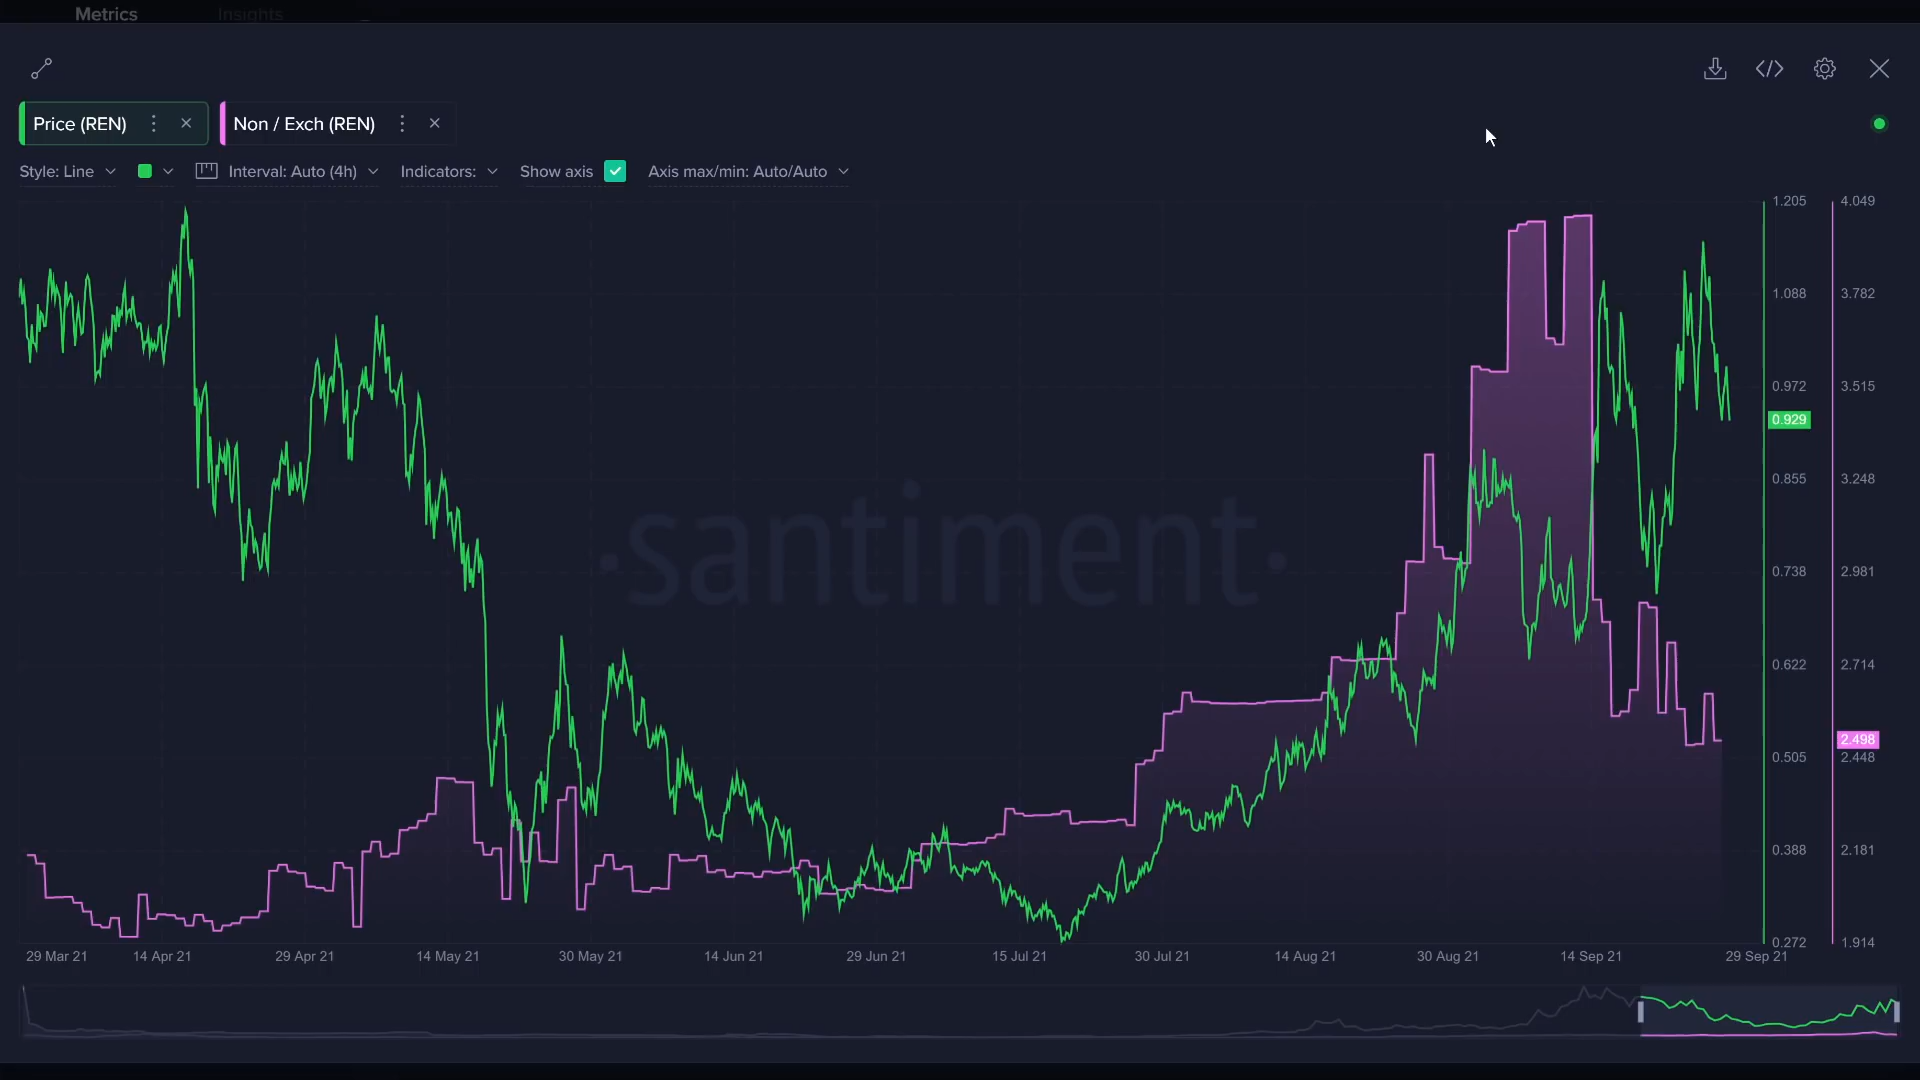 Metrics Insights
Price (REN) Non / Exch (REN)
Style: Line Interval: Auto (4h) Indicators: Show axis Axis max/min: Auto/Auto
1.205 4.049
1.088 3.782
0.972 3.515
0.929
0.855 3.248
·santiment·
0.738 2.981
0.622 2.714
2.498
0.505 2.448
0.388 2.181
0.272 1.914
29 Mar 21 14 Apr 21 29 Apr 21 14 May 21 30 May 21 14 Jun 21 29 Jun 21 15 Jul 21 30 Jul 21 14 Aug 21 30 Aug 21 14 Sep 21 29 Sep 21